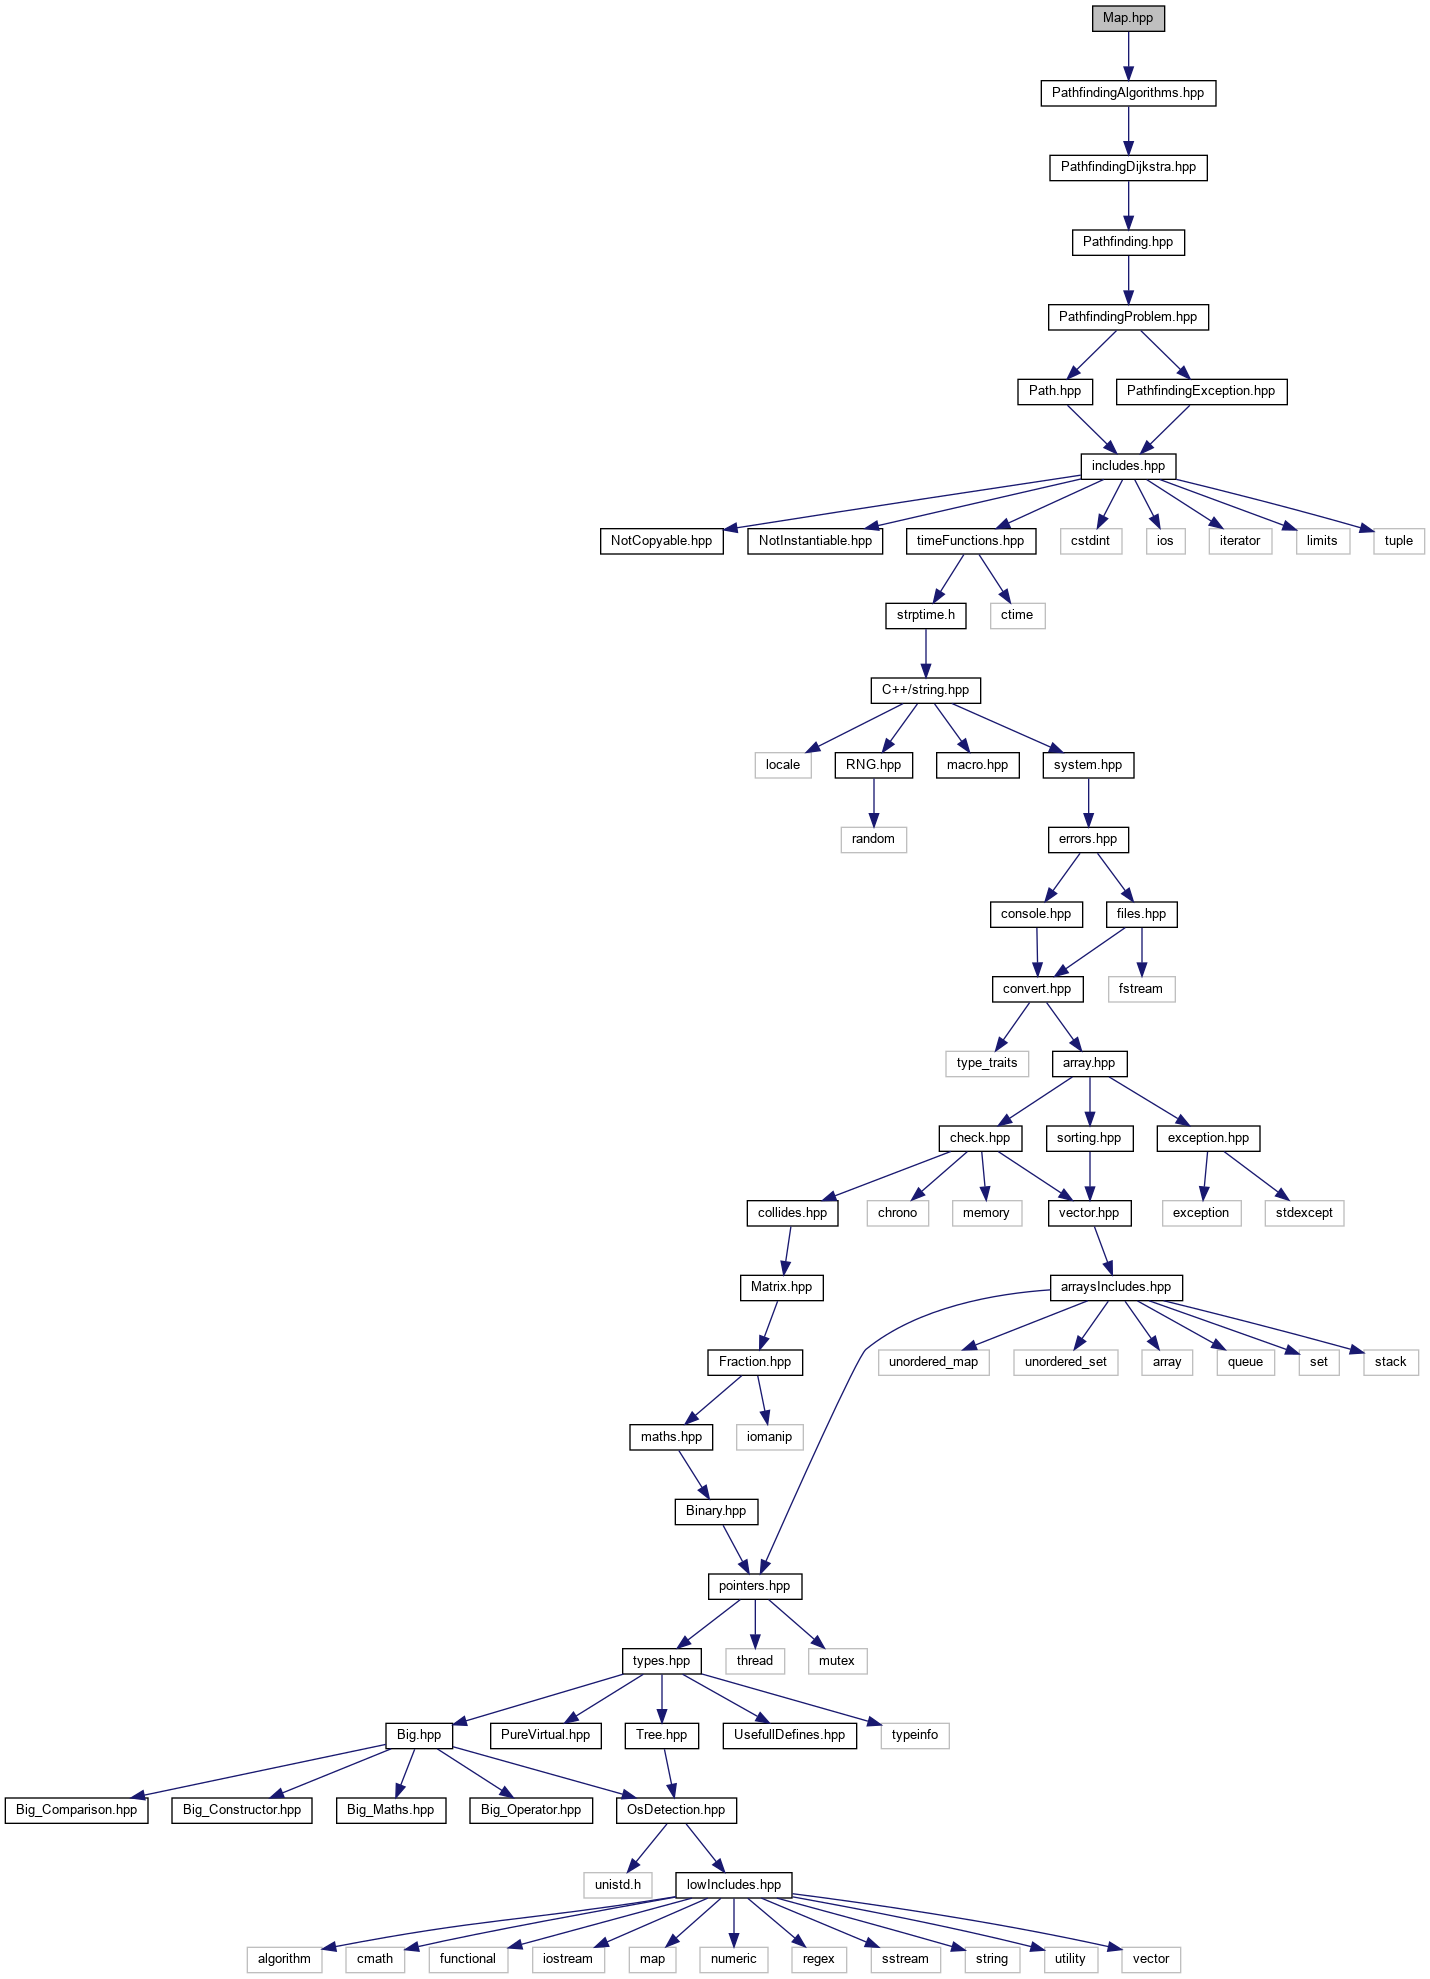 Map.hpp
PathfindingAlgorithms.hpp
PathfindingDijkstra.hpp
Pathfinding.hpp
PathfindingProblem.hpp
Path.hpp
PathfindingException.hpp
includes.hpp
NotCopyable.hpp
NotInstantiable.hpp
timeFunctions.hpp
cstdint
ios
iterator
limits
tuple
strptime.h
ctime
C++/string.hpp
locale
RNG.hpp
macro.hpp
system.hpp
random
errors.hpp
console.hpp
files.hpp
convert.hpp
fstream
type_traits
array.hpp
check.hpp
sorting.hpp
exception.hpp
collides.hpp
chrono
memory
vector.hpp
exception
stdexcept
Matrix.hpp
arraysIncludes.hpp
Fraction.hpp
unordered_map
unordered_set
array
queue
set
stack
maths.hpp
iomanip
Binary.hpp
pointers.hpp
types.hpp
thread
mutex
Big.hpp
PureVirtual.hpp
Tree.hpp
UsefullDefines.hpp
typeinfo
Big_Comparison.hpp
Big_Constructor.hpp
Big_Maths.hpp
Big_Operator.hpp
OsDetection.hpp
unistd.h
lowIncludes.hpp
algorithm
cmath
functional
iostream
map
numeric
regex
sstream
string
utility
vector